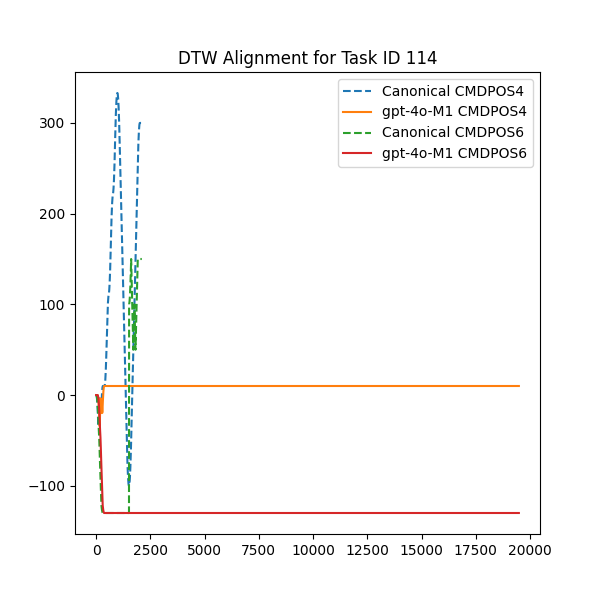 DTW Alignment for Task ID 114
Canonical CMDPOS4
gpt-4o-M1 CMDPOS4
Canonical CMDPOS6
gpt-4o-M1 CMDPOS6
300
200
100
0
−100
0 2500 5000 7500 10000 12500 15000 17500 20000